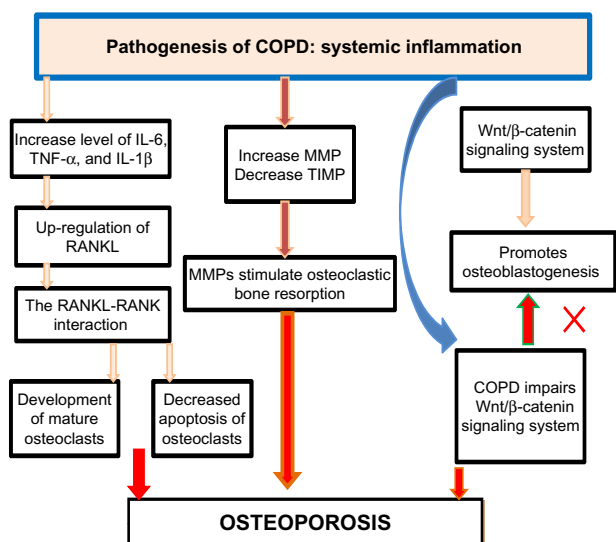 Pathogenesis of COPD: systemic inflammation
Increase level of IL-6,
TNF-α, and IL-1β
Up-regulation of
RANKL
The RANKL-RANK
interaction
Development
of mature
osteoclasts
Decreased
apoptosis of
osteoclasts
Increase MMP
Decrease TIMP
MMPs stimulate osteoclastic
bone resorption
Wnt/β-catenin
signaling system
Promotes
osteoblastogenesis
COPD impairs
Wnt/β-catenin
signaling system
OSTEOPOROSIS